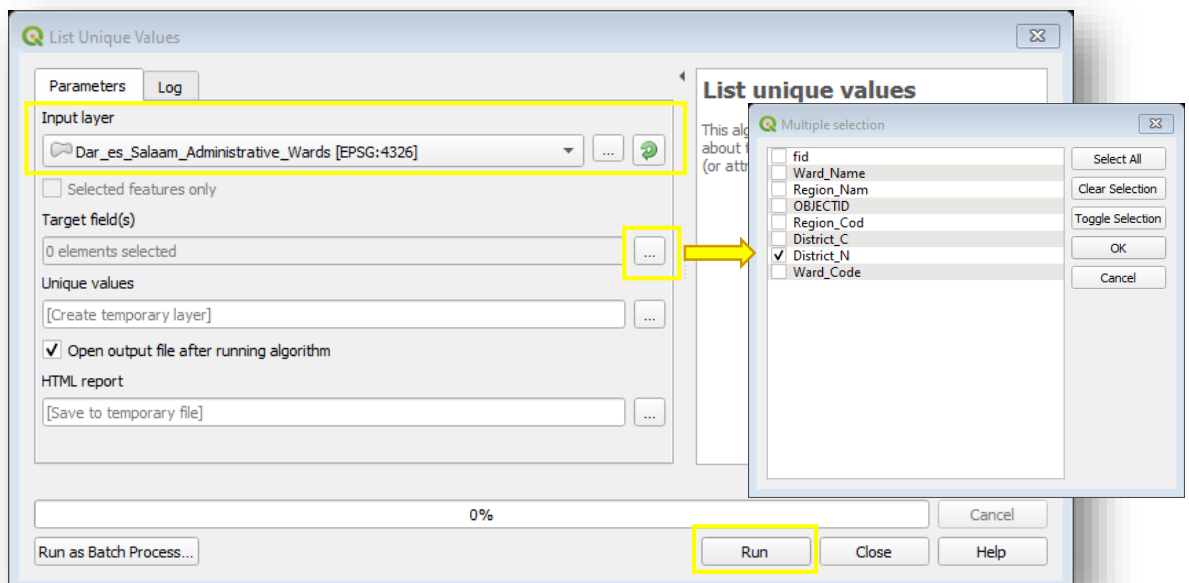 List Unique Values
Parameters
Log
Input layer
Dar_es_Salaam_Administrative_Wards [EPSG:4326]
...
Selected features only
Target field(s)
0 elements selected
...
Unique values
[Create temporary layer]
...
Open output file after running algorithm
HTML report
[Save to temporary file]
...
List unique values
This alg
about t
(or attr
Multiple selection
fid
Ward_Name
Region_Nam
OBJECTID
Region_Cod
District_C
District_N
Ward_Code
Select All
Clear Selection
Toggle Selection
OK
Cancel
0%
Cancel
Run as Batch Process...
Run
Close
Help